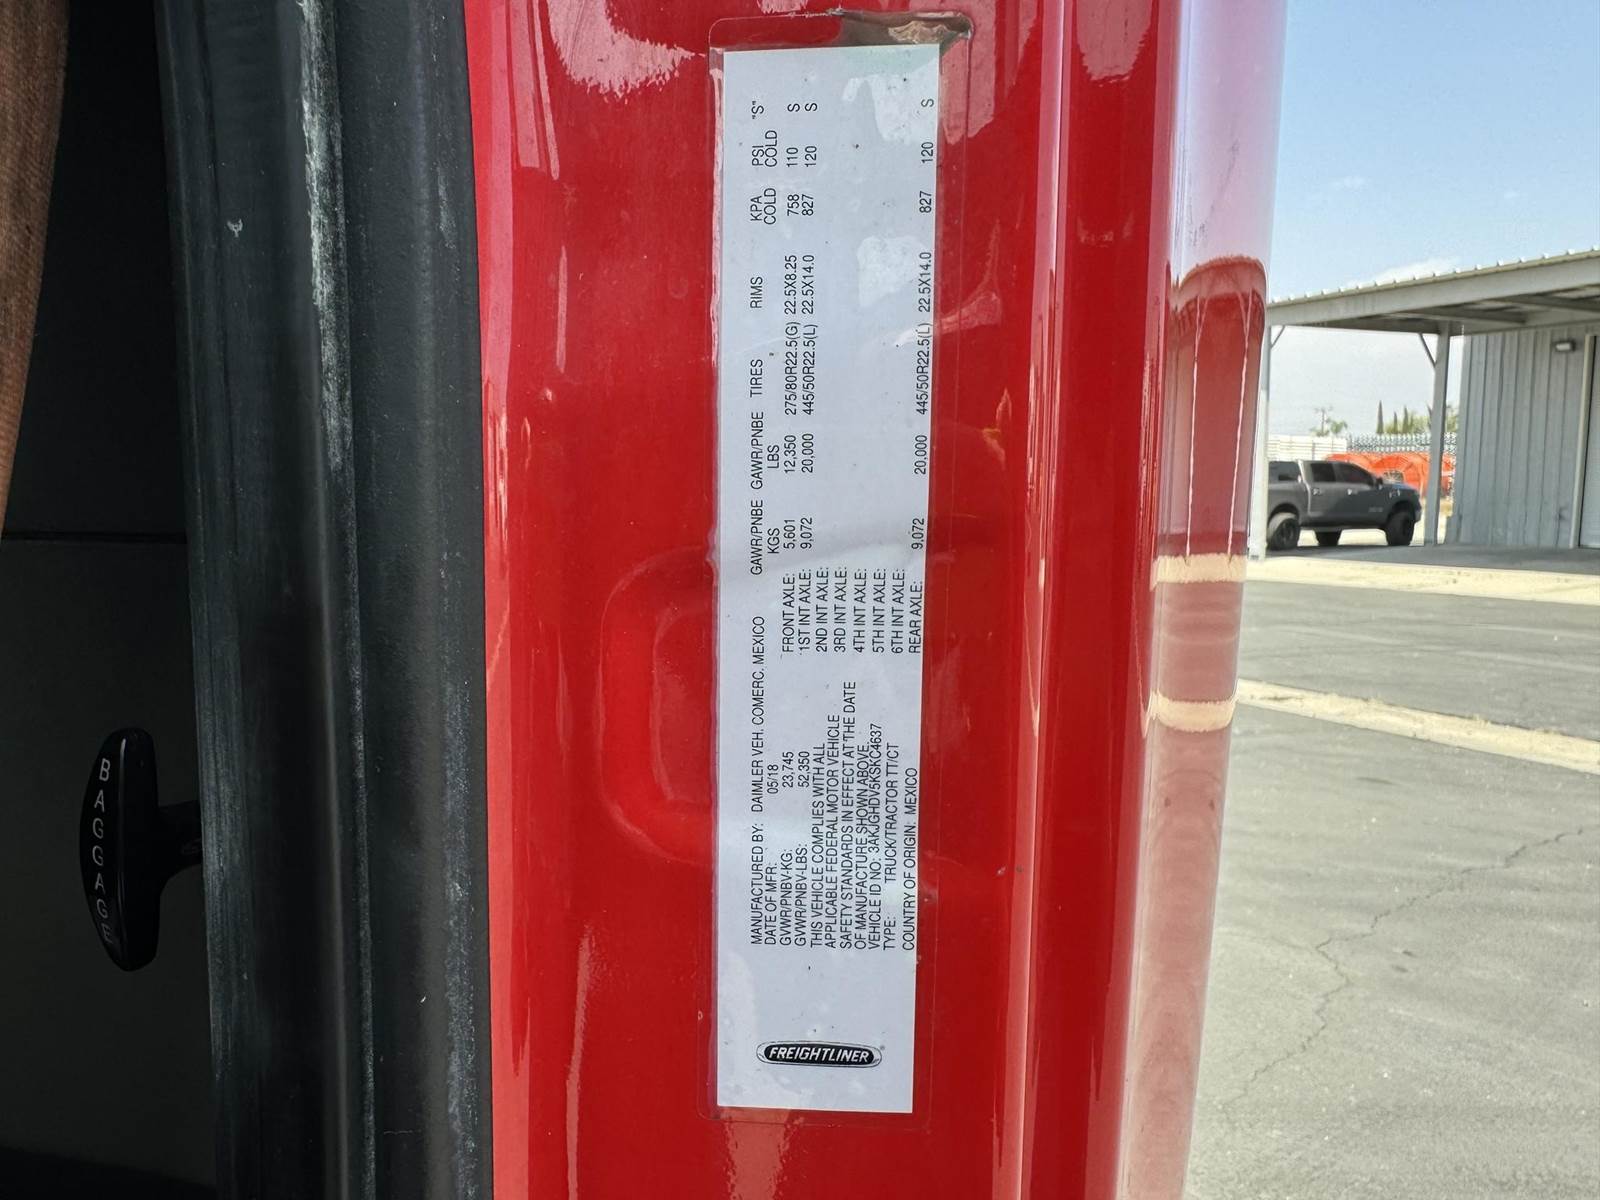 MANUFACTURED BY: DAIMLER VEH. COMERC. MEXICO
DATE OF MFR: 05/18
GVWR/PNBV-KG: 23,745
GVWR/PNBV-LBS: 52,350
THIS VEHICLE COMPLIES WITH ALL
APPLICABLE FEDERAL MOTOR VEHICLE
SAFETY STANDARDS IN EFFECT AT THE DATE
OF MANUFACTURE SHOWN ABOVE.
VEHICLE ID NO: 3AKJGHDV5KSKC4637
TYPE: TRUCK/TRACTOR TT/CT
COUNTRY OF ORIGIN: MEXICO
GAWR/PNBE GAWR/PNBE TIRES RIMS KPA PSI "S"
KGS LBS COLD COLD
FRONT AXLE: 5,601 12,350 275/80R22.5(G) 22.5X8.25 758 110 S
1ST INT AXLE: 9,072 20,000 445/50R22.5(L) 22.5X14.0 827 120 S
2ND INT AXLE:
3RD INT AXLE:
4TH INT AXLE:
5TH INT AXLE:
6TH INT AXLE:
REAR AXLE: 9,072 20,000 445/50R22.5(L) 22.5X14.0 827 120 S
FREIGHTLINER
BAGGAGE